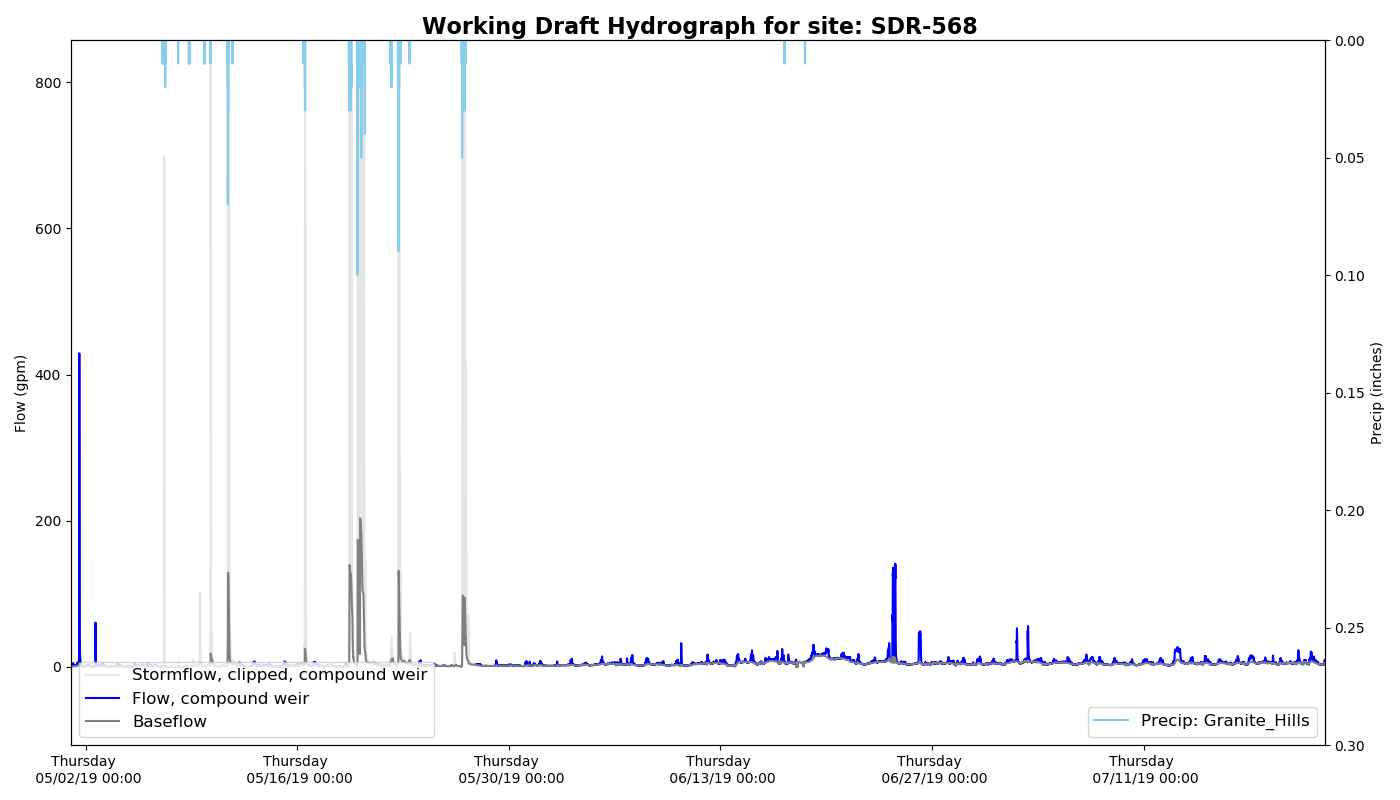 Working Draft Hydrograph for site: SDR-568
800
600
400
200
0
Flow (gpm)
0.00
0.05
0.10
0.15
0.20
0.25
0.30
Precip (inches)
Stormflow, clipped, compound weir
Flow, compound weir
Baseflow
Precip: Granite_Hills
Thursday
05/02/19 00:00
Thursday
05/16/19 00:00
Thursday
05/30/19 00:00
Thursday
06/13/19 00:00
Thursday
06/27/19 00:00
Thursday
07/11/19 00:00